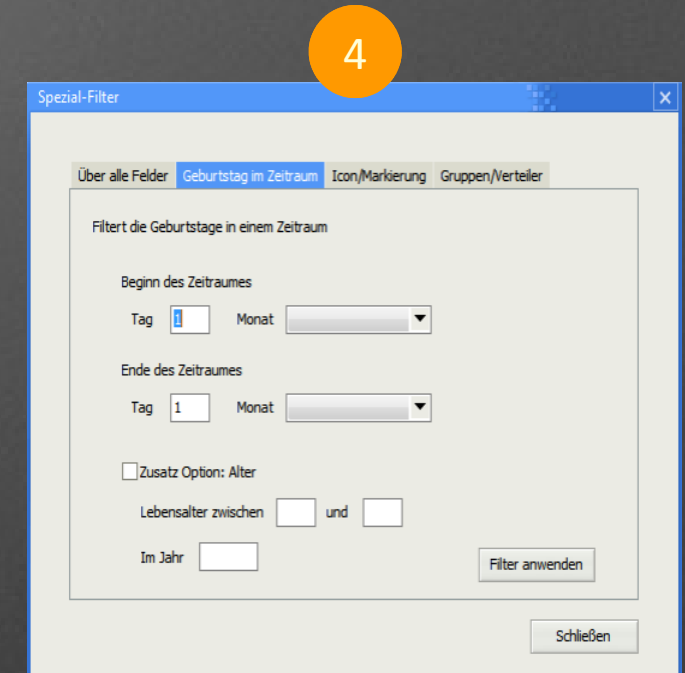 4
Spezial-Filter
Über alle Felder Geburtstag im Zeitraum Icon/Markierung Gruppen/Verteiler
Filtert die Geburtstage in einem Zeitraum
Beginn des Zeitraumes
Tag 1 Monat
Ende des Zeitraumes
Tag 1 Monat
Zusatz Option: Alter
Lebensalter zwischen und
Im Jahr Filter anwenden
Schließen